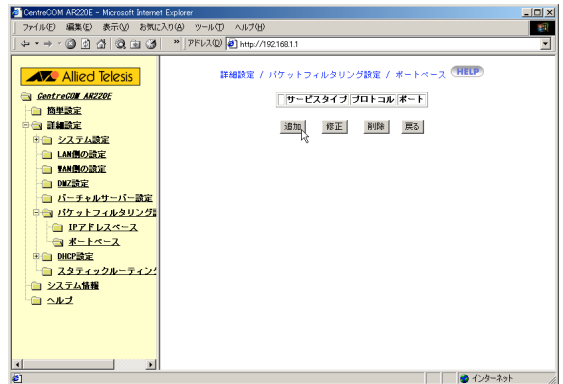 CentreCOM AR220E - Microsoft Internet Explorer
ファイル(F) 編集(E) 表示(V) お気に入り(A) ツール(T) ヘルプ(H)
アドレス(D) http://192.168.1.1
Allied Telesis
CentreCOM AR220E
簡単設定
詳細設定
システム設定
LAN側の設定
WAN側の設定
DMZ設定
バーチャルサーバー設定
パケットフィルタリング
IPアドレスベース
ポートベース
DHCP設定
スタティックルーティン
システム情報
ヘルプ
詳細設定 / パケットフィルタリング設定 / ポートベース HELP
サービスタイプ プロトコル ポート
追加 修正 削除 戻る
インターネット